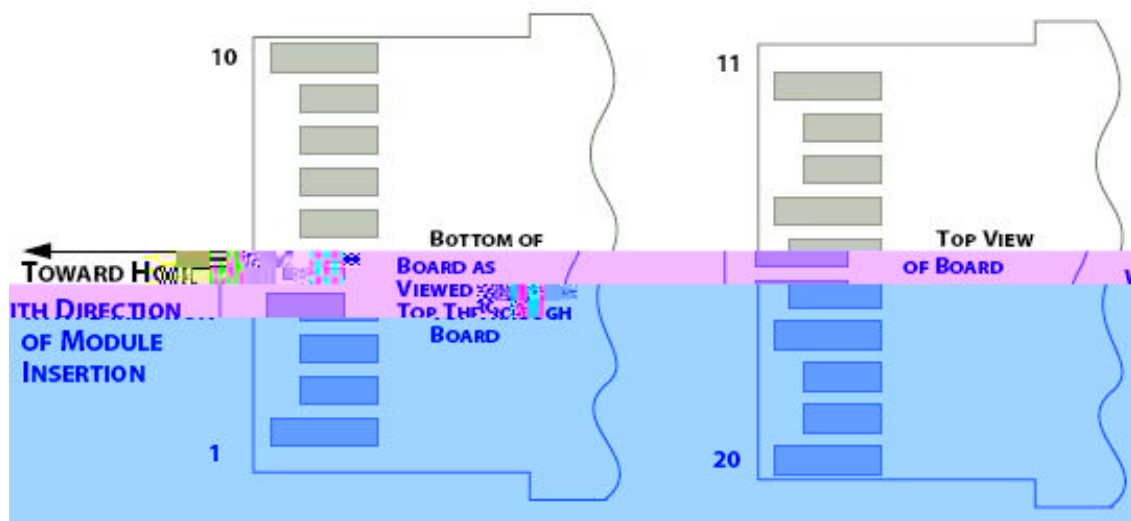 10
11
BOTTOM OF
BOARD AS
VIEWED
BOARD
TOP VIEW
OF BOARD
TOWARD
DIRECTION
OF MODULE
INSERTION
1
20